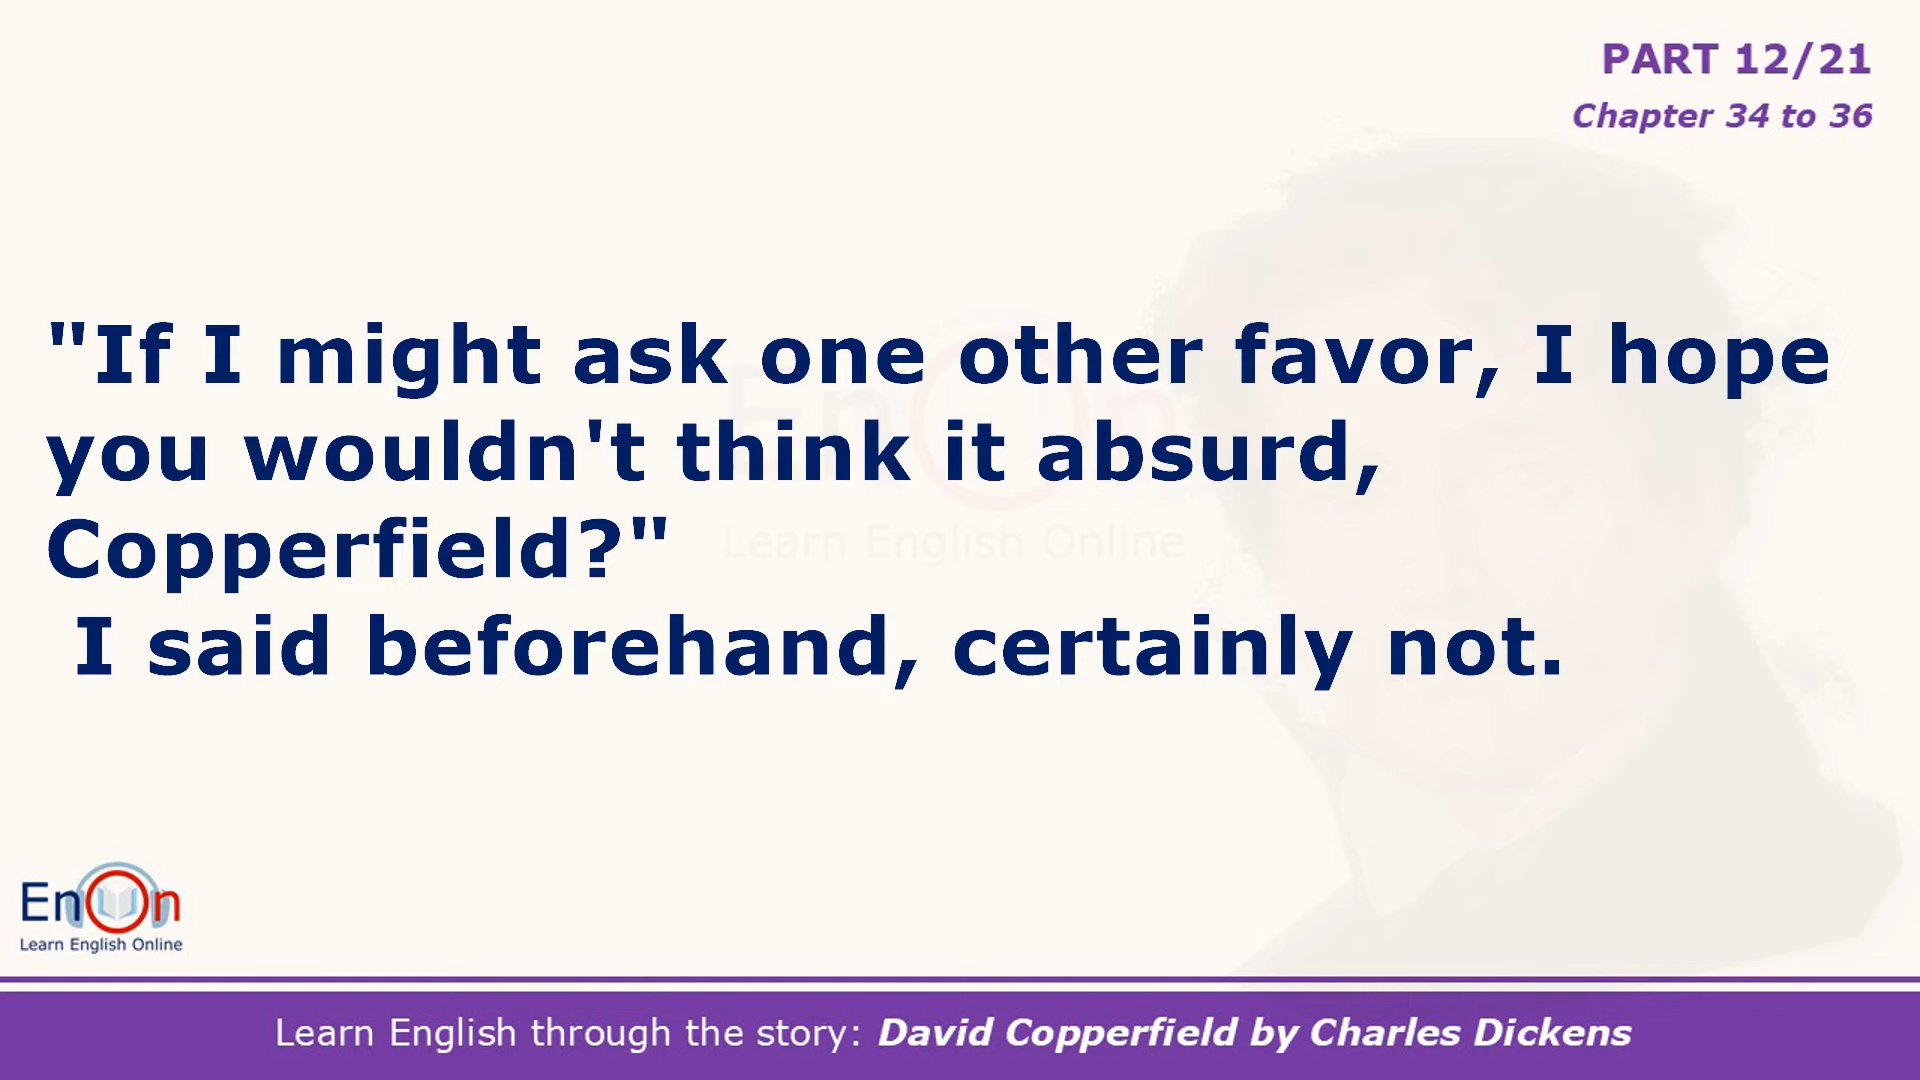 PART 12/21
Chapter 34 to 36
"If I might ask one other favor, I hope
you wouldn't think it absurd,
Copperfield?"
I said beforehand, certainly not.
EnOn
Learn English Online
EnOn
Learn English Online
Learn English through the story: David Copperfield by Charles Dickens